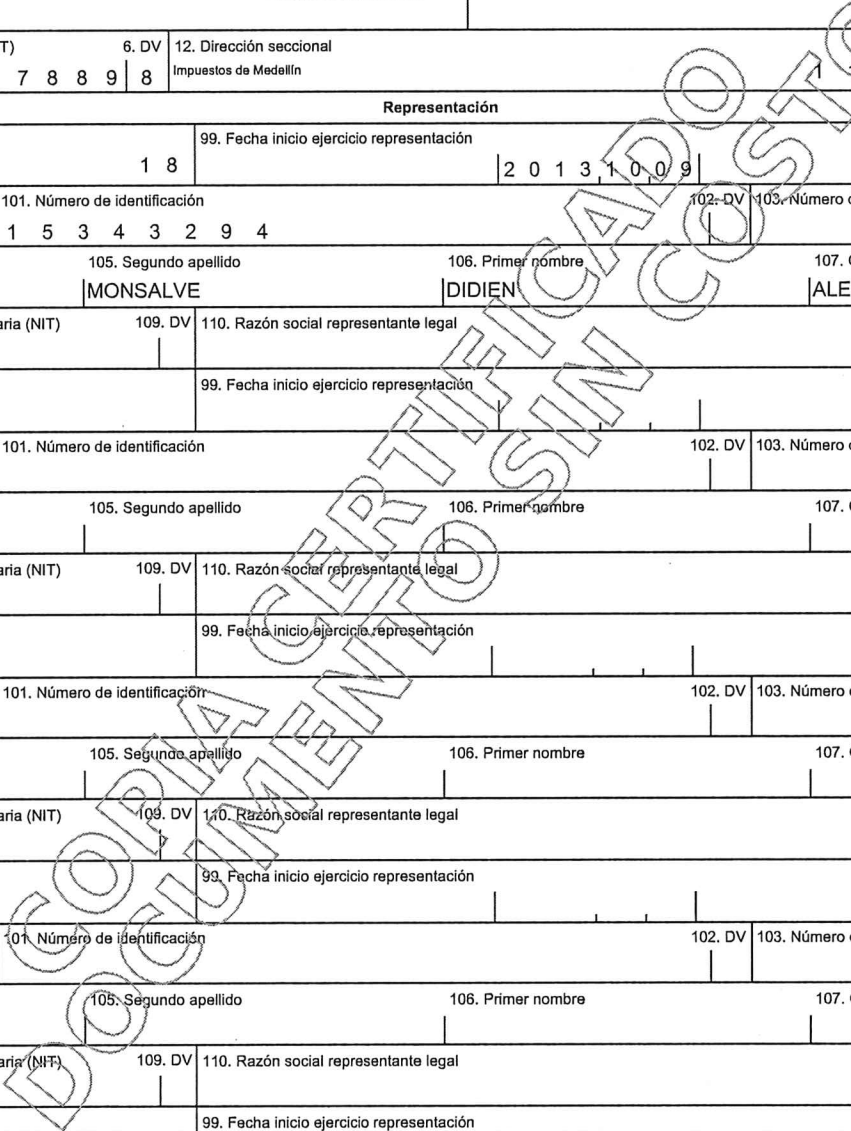 T) 6. DV 12. Dirección seccional
7 8 8 9 8 Impuestos de Medellín
Representación
99. Fecha inicio ejercicio representación
1 8 2 0 1 3 1 0 0 9
101. Número de identificación 102. DV 103. Número
1 5 3 4 3 2 9 4
105. Segundo apellido 106. Primer nombre 107.
MONSALVE DIDIEN ALE
aria (NIT) 109. DV 110. Razón social representante legal
99. Fecha inicio ejercicio representación
101. Número de identificación 102. DV 103. Número
105. Segundo apellido 106. Primer nombre 107.
aria (NIT) 109. DV 110. Razón social representante legal
99. Fecha inicio ejercicio representación
101. Número de identificación 102. DV 103. Número
105. Segundo apellido 106. Primer nombre 107.
aria (NIT) 109. DV 110. Razón social representante legal
99. Fecha inicio ejercicio representación
101. Número de identificación 102. DV 103. Número
105. Segundo apellido 106. Primer nombre 107.
aria (NIT) 109. DV 110. Razón social representante legal
99. Fecha inicio ejercicio representación
COPIA CERTIFICADO
DOCUMENTO SIN COSTO